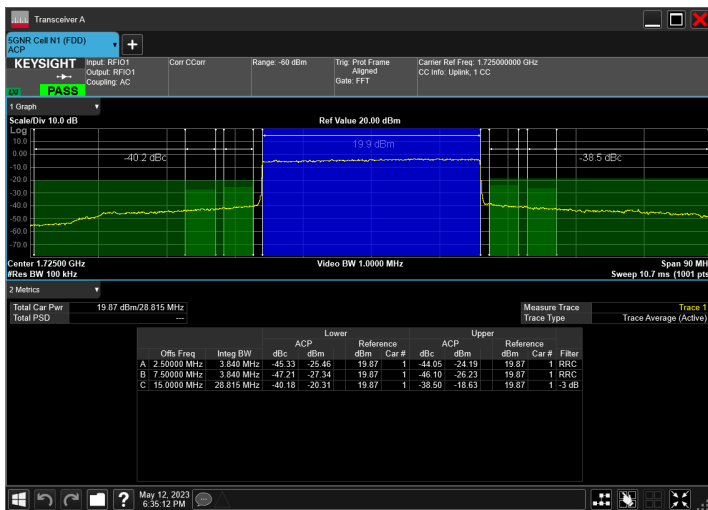 Transceiver A
5GNR Cell N1 (FDD)
ACP
KEYSIGHT
Input: RFIO1
Output: RFIO1
Coupling: AC
Corr CCorr
Range: -60 dBm
Trig: Prot Frame
Aligned
Gate: FFT
Carrier Ref Freq: 1.725000000 GHz
CC Info: Uplink, 1 CC
PASS
1 Graph
Scale/Div 10.0 dB
Ref Value 20.00 dBm
Log
10.0
0.00
-10.0
-20.0
-30.0
-40.0
-50.0
-60.0
-70.0
-40.2 dBc
19.9 dBm
-38.5 dBc
Center 1.72500 GHz
Video BW 1.0000 MHz
Span 90 MH
#Res BW 100 kHz
Sweep 10.7 ms (1001 pts
2 Metrics
Total Car Pwr 19.87 dBm/28.815 MHz
Total PSD ---
Measure Trace Trace 1
Trace Type Trace Average (Active)
Lower Upper
ACP Reference ACP Reference
Offs Freq Integ BW dBc dBm dBm Car # dBc dBm dBm Car # Filter
A 2.50000 MHz 3.840 MHz -45.33 -25.46 19.87 1 -44.05 -24.19 19.87 1 RRC
B 7.50000 MHz 3.840 MHz -47.21 -27.34 19.87 1 -46.10 -26.23 19.87 1 RRC
C 15.0000 MHz 28.815 MHz -40.18 -20.31 19.87 1 -38.50 -18.63 19.87 1 -3 dB
?
May 12, 2023
6:35:12 PM